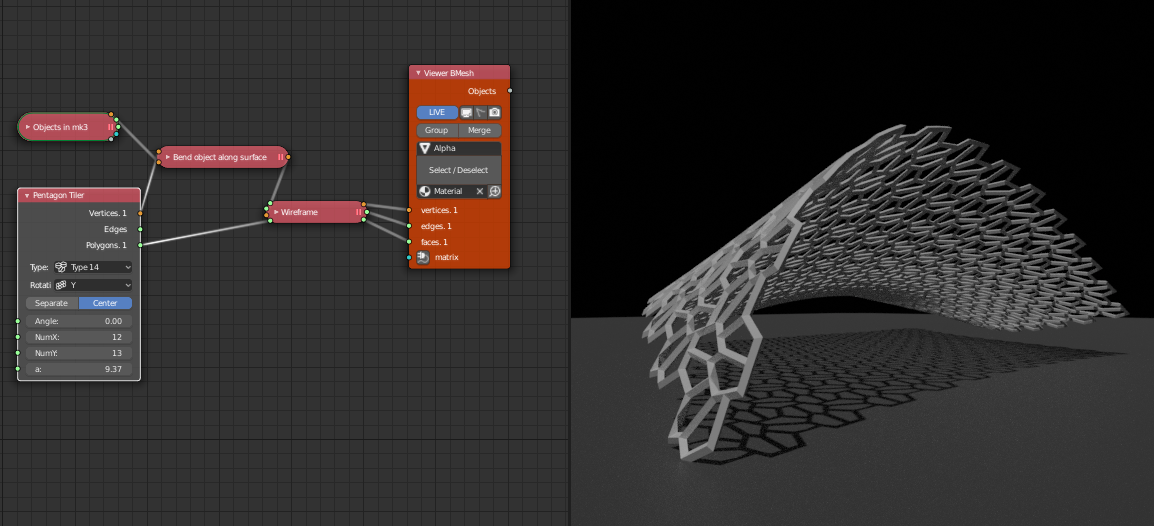 Objects in mk3
Bend object along surface
Pentagon Tiler
Vertices. 1
Edges
Polygons. 1
Type: Type 14
Rotati Y
Separate Center
Angle: 0.00
NumX: 12
NumY: 13
a: 9.37
Wireframe
Viewer BMesh
Objects
LIVE
Group Merge
Alpha
Select / Deselect
Material
vertices. 1
edges. 1
faces. 1
matrix